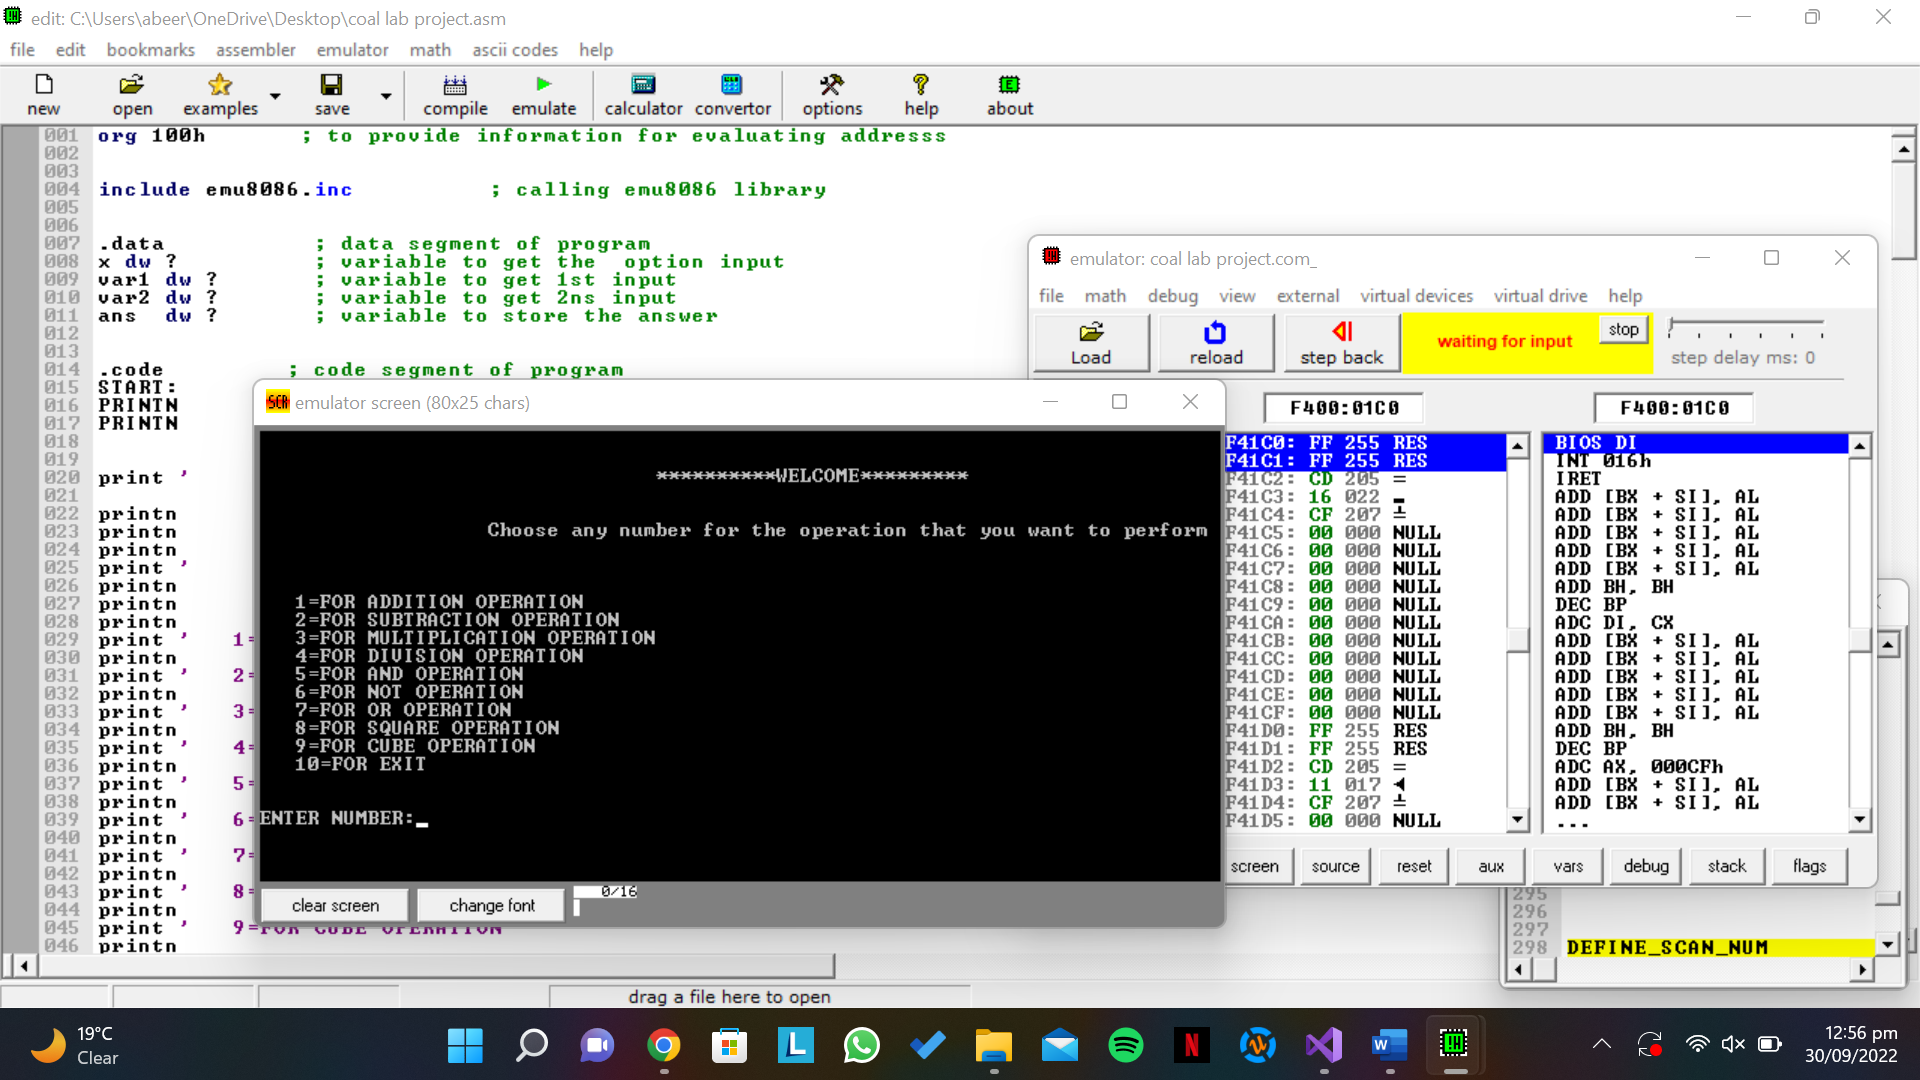 edit: C:\Users\abeer\OneDrive\Desktop\coal lab project.asm
file edit bookmarks assembler emulator math ascii codes help
new open examples save compile emulate calculator convertor options help about
001 org 100h ; to provide information for evaluating addresss
002
003
004 include emu8086.inc ; calling emu8086 library
005
006
007 .data ; data segment of program
008 x dw ? ; variable to get the option input
009 var1 dw ? ; variable to get 1st input
010 var2 dw ? ; variable to get 2ns input
011 ans dw ? ; variable to store the answer
012
013
014 .code ; code segment of program
015 START:
016 PRINTN
017 PRINTN
018
019
020 print '
021
022 printn
023 printn
024 printn
025 print '
026 printn
027 printn
028 printn
029 print ' 1=
030 printn
031 print ' 2=
032 printn
033 print ' 3=
034 printn
035 print ' 4=
036 printn
037 print ' 5=
038 printn
039 print ' 6=
040 printn
041 print ' 7=
042 printn
043 print ' 8=
044 printn
045 print ' 9=FOR CUBE OPERATION
046 printn
drag a file here to open
emulator screen (80x25 chars)
**********WELCOME*********
Choose any number for the operation that you want to perform
1=FOR ADDITION OPERATION
2=FOR SUBTRACTION OPERATION
3=FOR MULTIPLICATION OPERATION
4=FOR DIVISION OPERATION
5=FOR AND OPERATION
6=FOR NOT OPERATION
7=FOR OR OPERATION
8=FOR SQUARE OPERATION
9=FOR CUBE OPERATION
10=FOR EXIT
ENTER NUMBER:_
clear screen change font 0/16
emulator: coal lab project.com_
file math debug view external virtual devices virtual drive help
Load reload step back waiting for input stop step delay ms: 0
F400:01C0 F400:01C0
F41C0: FF 255 RES
F41C1: FF 255 RES
F41C2: CD 205 =
F41C3: 16 022 ▬
F41C4: CF 207 ╧
F41C5: 00 000 NULL
F41C6: 00 000 NULL
F41C7: 00 000 NULL
F41C8: 00 000 NULL
F41C9: 00 000 NULL
F41CA: 00 000 NULL
F41CB: 00 000 NULL
F41CC: 00 000 NULL
F41CD: 00 000 NULL
F41CE: 00 000 NULL
F41CF: 00 000 NULL
F41D0: FF 255 RES
F41D1: FF 255 RES
F41D2: CD 205 =
F41D3: 11 017 ◄
F41D4: CF 207 ╧
F41D5: 00 000 NULL
BIOS DI
INT 016h
IRET
ADD [BX + SI], AL
ADD [BX + SI], AL
ADD [BX + SI], AL
ADD [BX + SI], AL
ADD [BX + SI], AL
ADD BH, BH
DEC BP
ADC DI, CX
ADD [BX + SI], AL
ADD [BX + SI], AL
ADD [BX + SI], AL
ADD [BX + SI], AL
ADD [BX + SI], AL
ADD BH, BH
DEC BP
ADC AX, 000CFh
ADD [BX + SI], AL
ADD [BX + SI], AL
...
screen source reset aux vars debug stack flags
295
296
297
298 DEFINE_SCAN_NUM
19°C
Clear
12:56 pm
30/09/2022